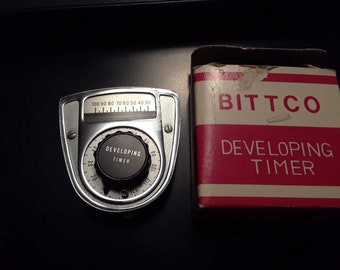 100 90 80 70 60 50 40 30
DEVELOPING
TIMER
BITTCO
DEVELOPING
TIMER